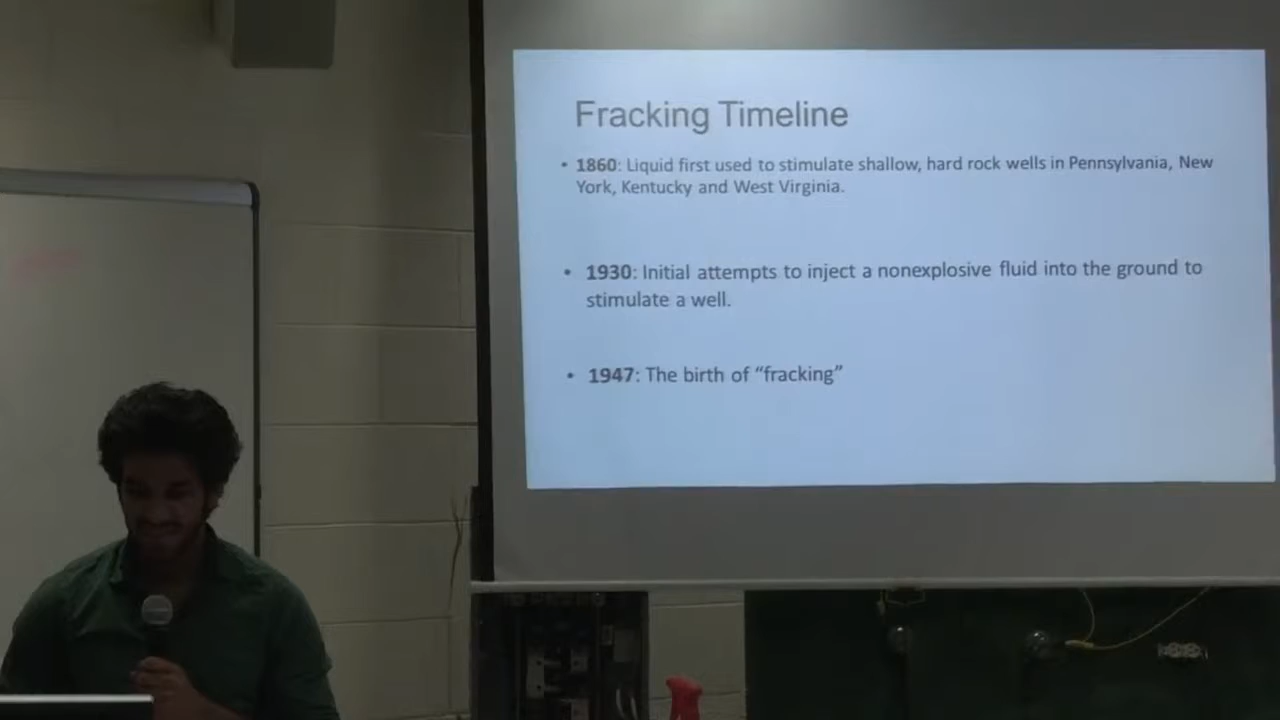 Fracking Timeline
• 1860: Liquid first used to stimulate shallow, hard rock wells in Pennsylvania, New
York, Kentucky and West Virginia.
• 1930: Initial attempts to inject a nonexplosive fluid into the ground to
stimulate a well.
• 1947: The birth of “fracking”